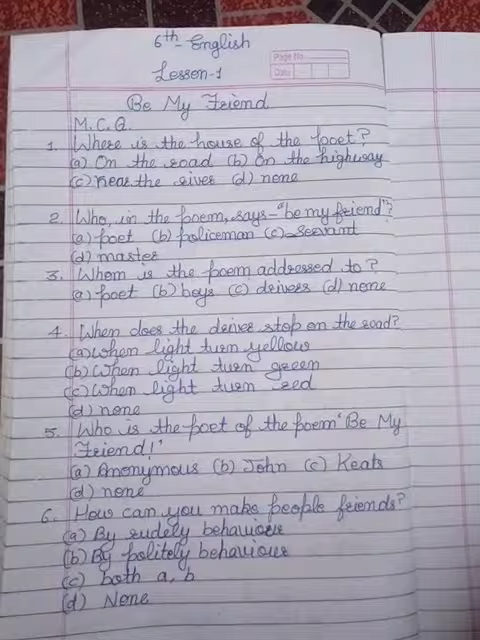 6th - English
Lesson-1
Page No.
Date
Be My Friend
M.C.Q.
1. Where is the house of the poet?
(a) On the road (b) On the highway
(c) Near the river (d) none
2. Who, in the poem, says - "be my friend"?
(a) poet (b) policeman (c) servant
(d) master
3. Whom is the poem addressed to?
(a) poet (b) boys (c) drivers (d) none
4. When does the driver stop on the road?
(a) When light turn yellow
(b) When light turn green
(c) When light turn red
(d) none
5. Who is the poet of the poem 'Be My
Friend!'
(a) Anonymous (b) John (c) Keats
(d) none
6. How can you make people friends?
(a) By rudely behaviour
(b) By politely behaviour
(c) both a, b
(d) None